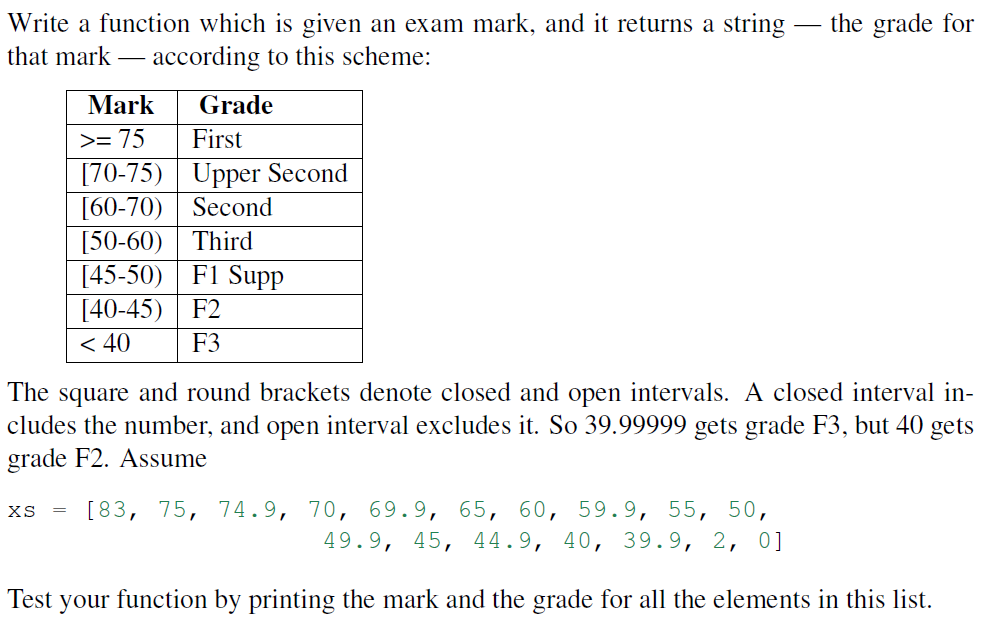 Write a function which is given an exam mark, and it returns a string — the grade for
that mark — according to this scheme:
Mark Grade
>= 75 First
[70-75) Upper Second
[60-70) Second
[50-60) Third
[45-50) F1 Supp
[40-45) F2
< 40 F3
The square and round brackets denote closed and open intervals. A closed interval in-
cludes the number, and open interval excludes it. So 39.99999 gets grade F3, but 40 gets
grade F2. Assume
xs = [83, 75, 74.9, 70, 69.9, 65, 60, 59.9, 55, 50,
49.9, 45, 44.9, 40, 39.9, 2, 0]
Test your function by printing the mark and the grade for all the elements in this list.